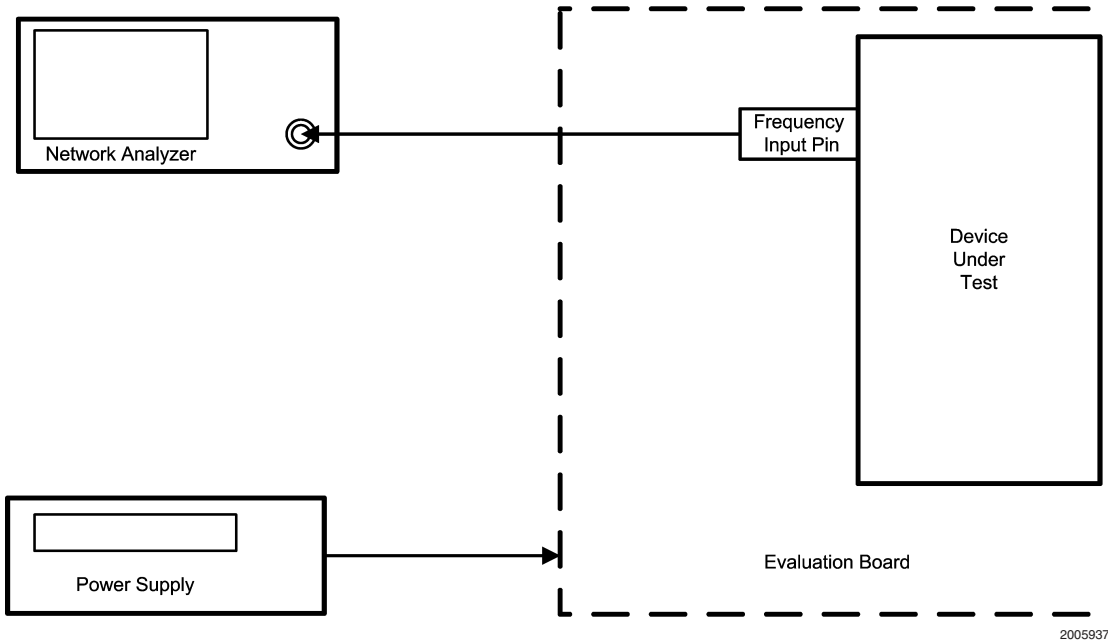 Network Analyzer
Frequency
Input Pin
Device
Under
Test
Power Supply
Evaluation Board
2005937